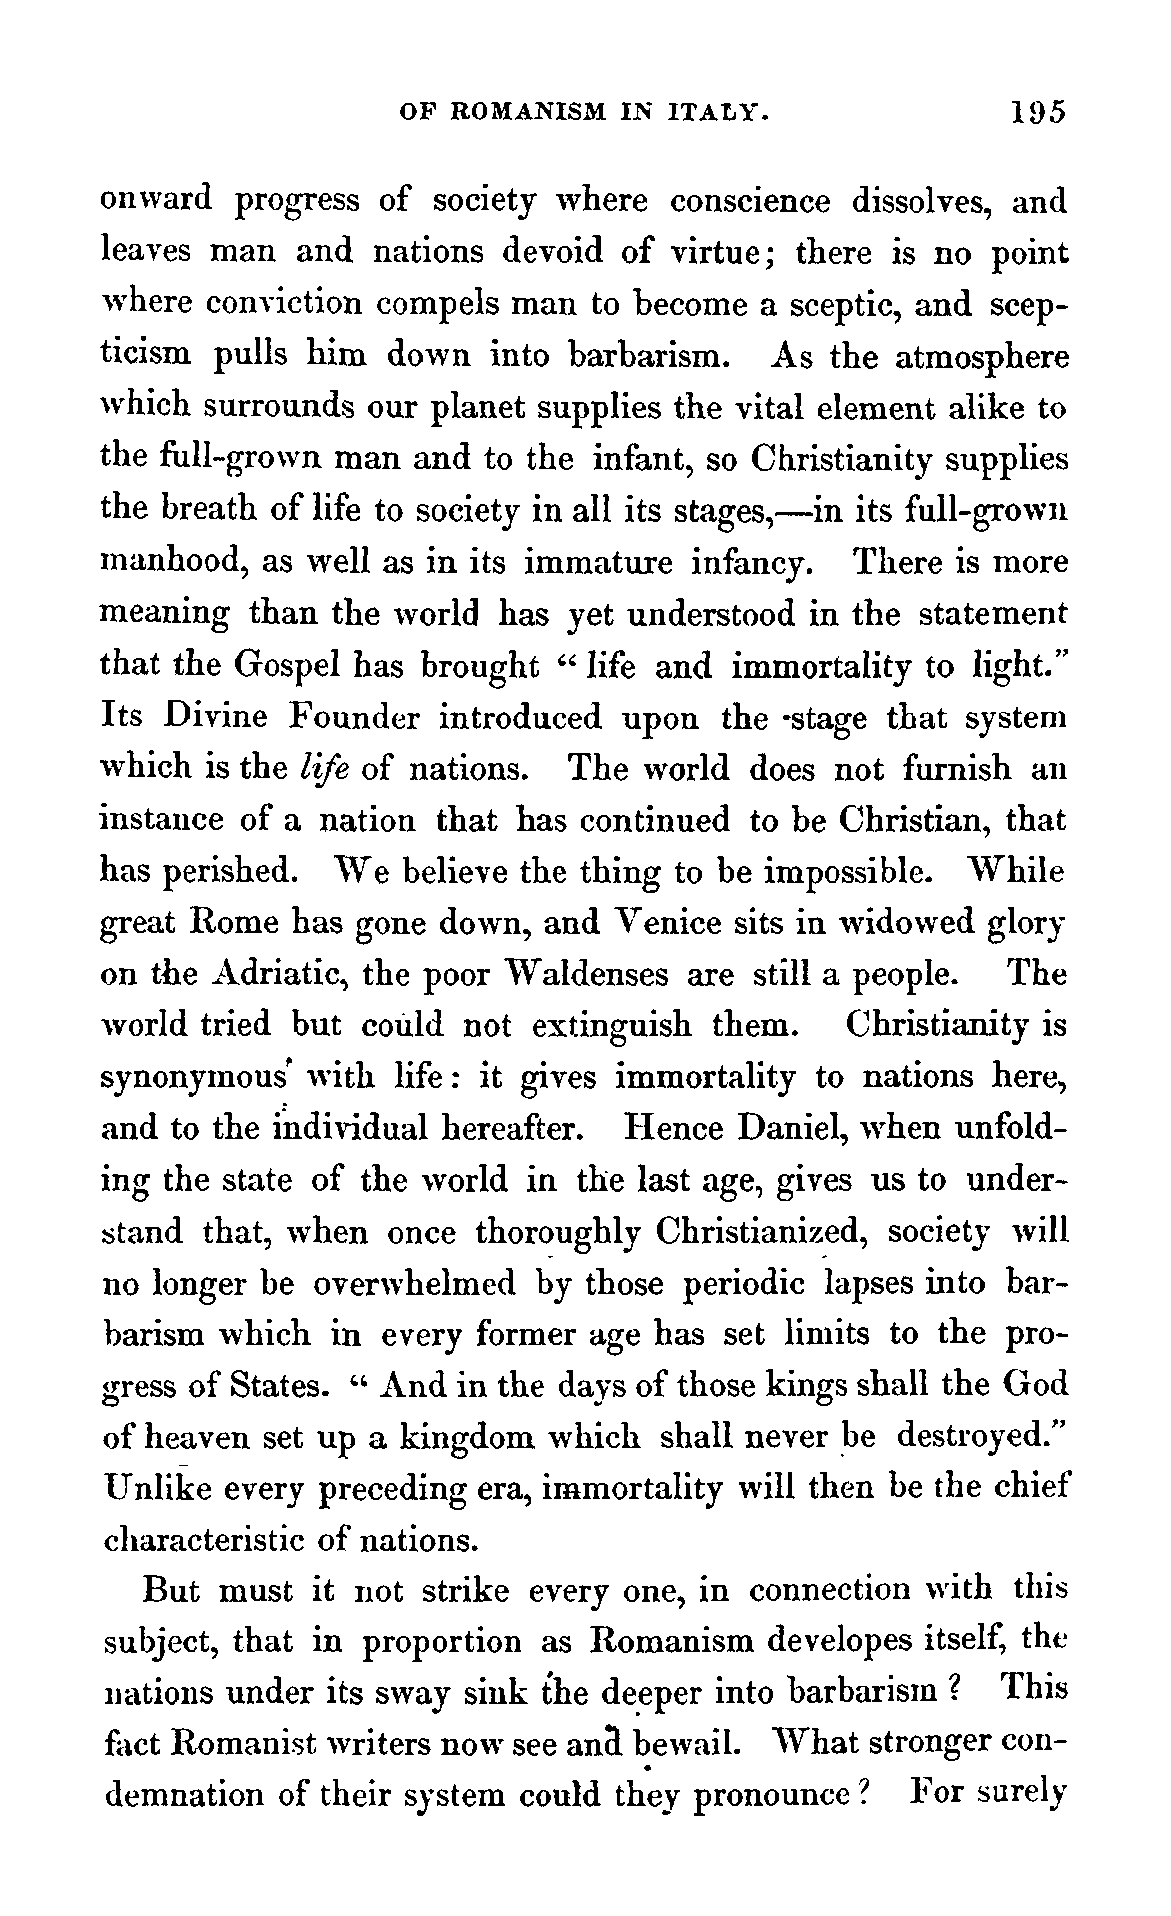 OF ROMANISM IN ITALY. 195
onward progress of society where conscience dissolves, and
leaves man and nations devoid of virtue; there is no point
where conviction compels man to become a sceptic, and scep-
ticism pulls him down into barbarism. As the atmosphere
which surrounds our planet supplies the vital element alike to
the full-grown man and to the infant, so Christianity supplies
the breath of life to society in all its stages,—in its full-grown
manhood, as well as in its immature infancy. There is more
meaning than the world has yet understood in the statement
that the Gospel has brought “ life and immortality to light.”
Its Divine Founder introduced upon the stage that system
which is the life of nations. The world does not furnish an
instance of a nation that has continued to be Christian, that
has perished. We believe the thing to be impossible. While
great Rome has gone down, and Venice sits in widowed glory
on the Adriatic, the poor Waldenses are still a people. The
world tried but could not extinguish them. Christianity is
synonymous with life : it gives immortality to nations here,
and to the individual hereafter. Hence Daniel, when unfold-
ing the state of the world in the last age, gives us to under-
stand that, when once thoroughly Christianized, society will
no longer be overwhelmed by those periodic lapses into bar-
barism which in every former age has set limits to the pro-
gress of States. “ And in the days of those kings shall the God
of heaven set up a kingdom which shall never be destroyed.”
Unlike every preceding era, immortality will then be the chief
characteristic of nations.
But must it not strike every one, in connection with this
subject, that in proportion as Romanism developes itself, the
nations under its sway sink the deeper into barbarism ? This
fact Romanist writers now see and bewail. What stronger con-
demnation of their system could they pronounce ? For surely